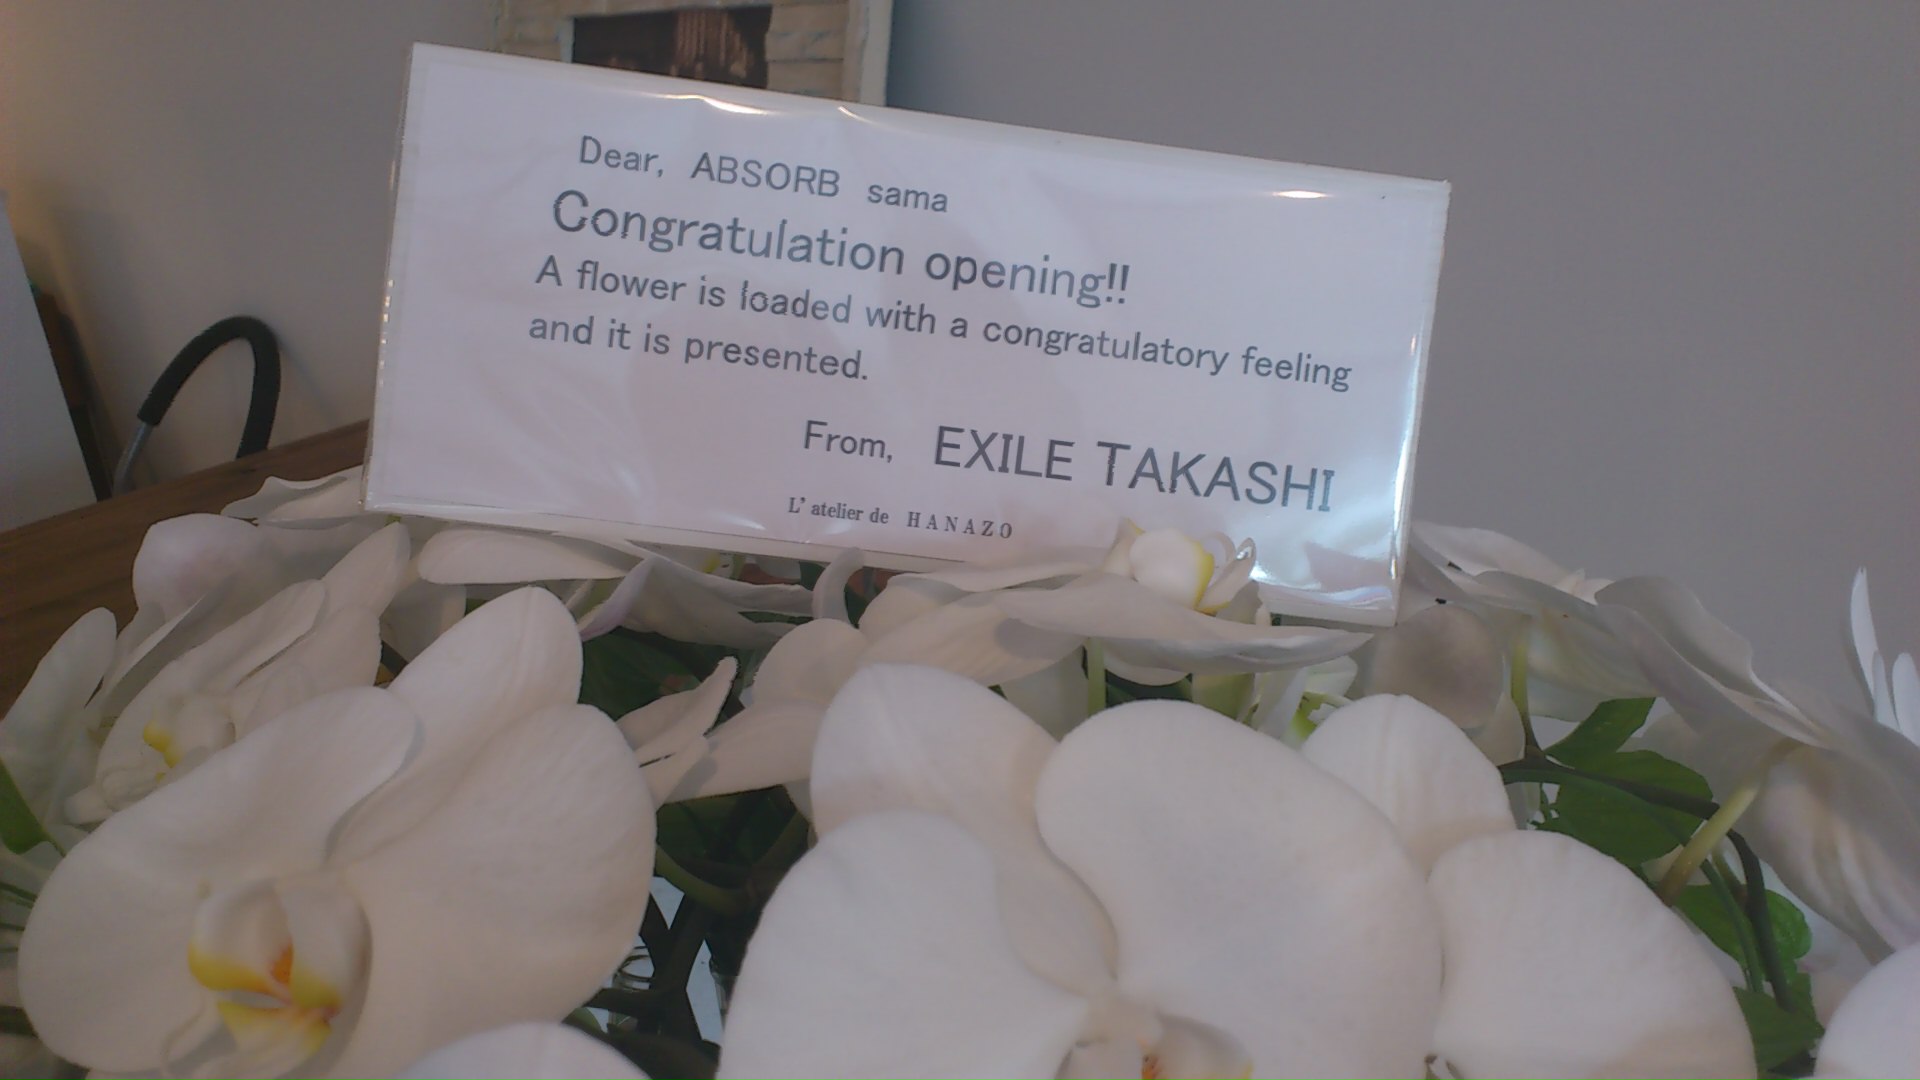 Dear, ABSORB sama
Congratulation opening!!
A flower is loaded with a congratulatory feeling
and it is presented.
From, EXILE TAKASHI
L' atelier de HANAZO